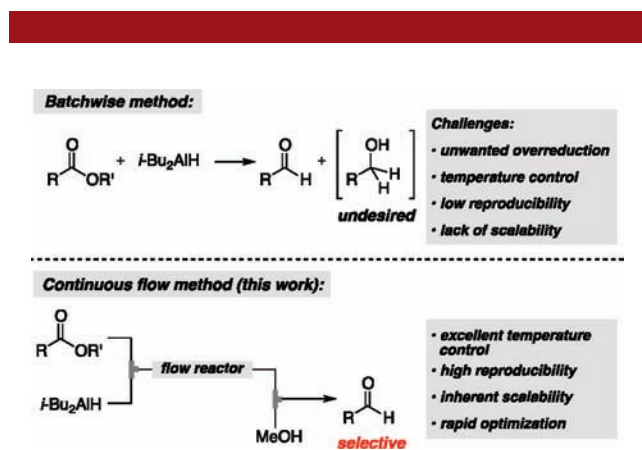 Batchwise method:
O
R OR' + i-Bu₂AlH
O
R H +
OH
R C H
H
undesired
Challenges:
• unwanted overreduction
• temperature control
• low reproducibility
• lack of scalability
Continuous flow method (this work):
O
R OR'
i-Bu₂AlH
flow reactor
MeOH
O
R H
selective
• excellent temperature
control
• high reproducibility
• inherent scalability
• rapid optimization